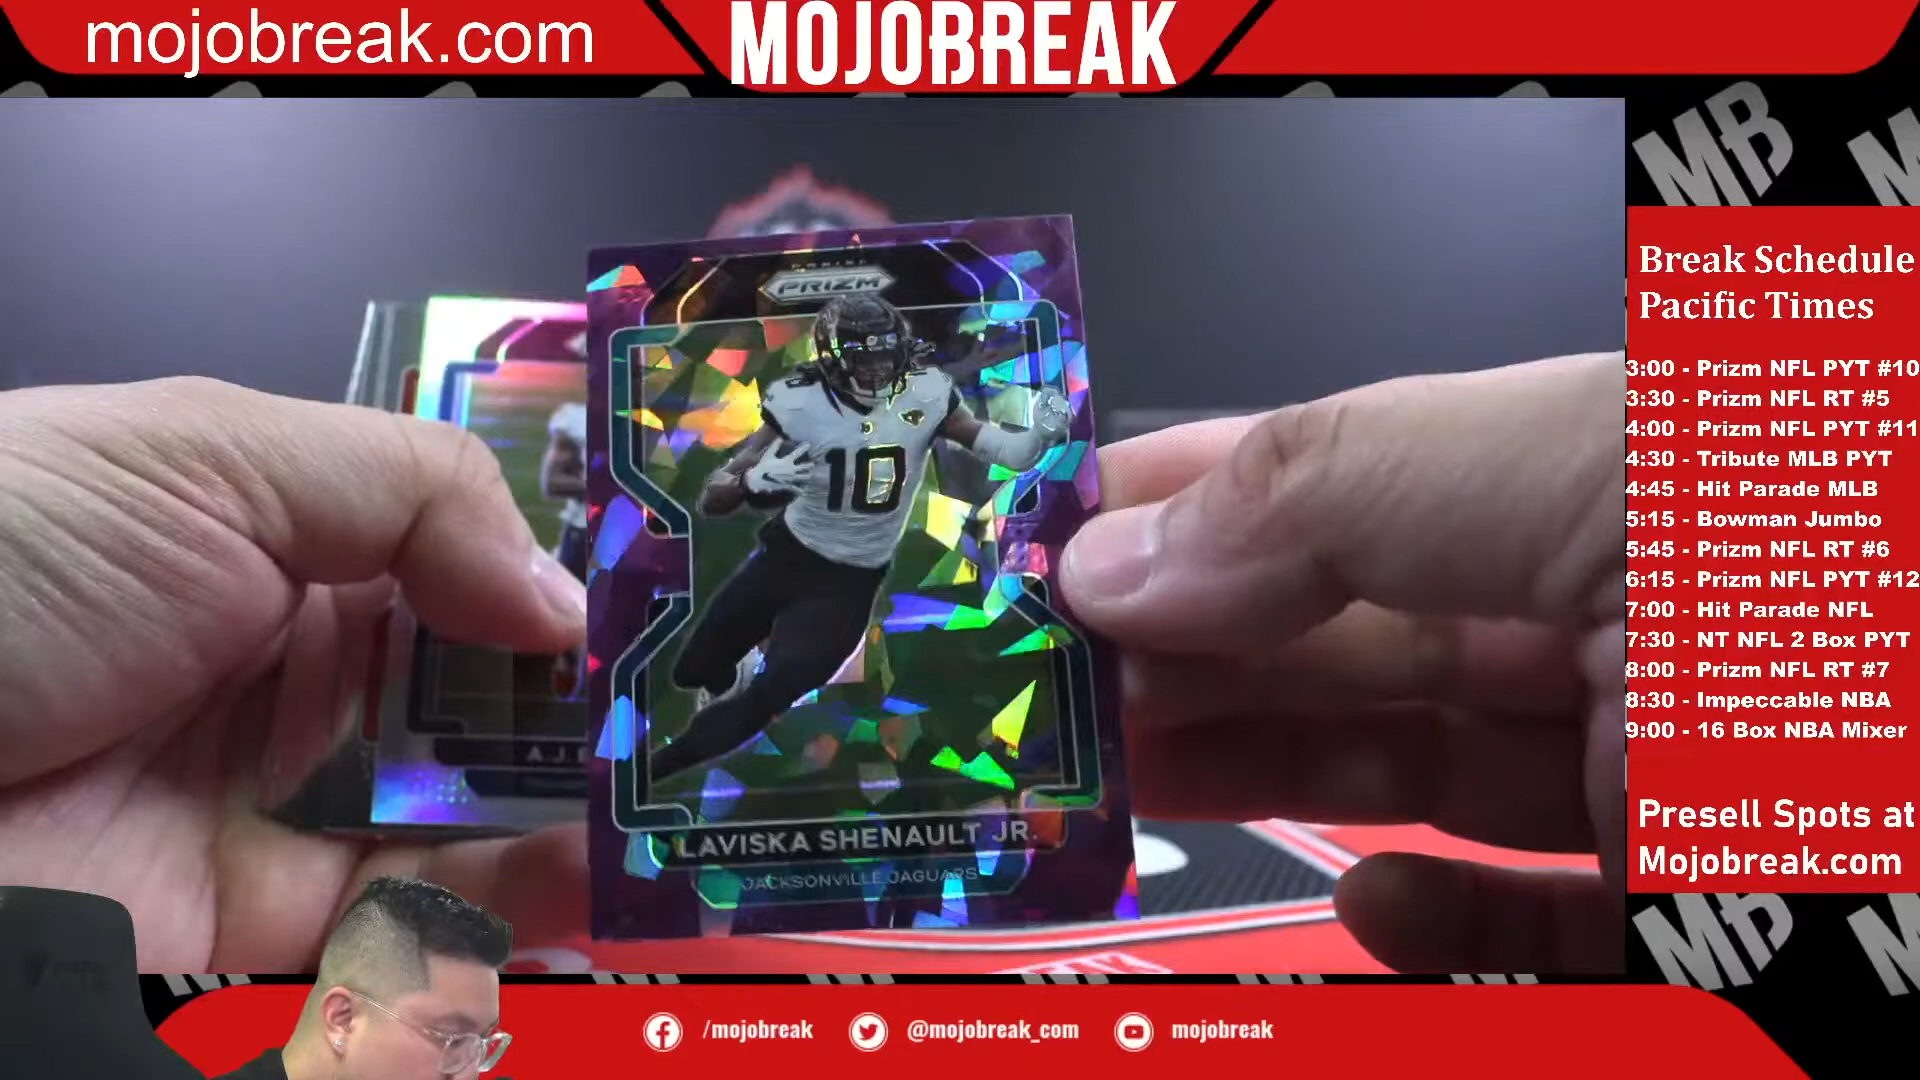 mojobreak.com
MOJOBREAK
MB
Break Schedule
Pacific Times
3:00 - Prizm NFL PYT #10
3:30 - Prizm NFL RT #5
4:00 - Prizm NFL PYT #11
4:30 - Tribute MLB PYT
4:45 - Hit Parade MLB
5:15 - Bowman Jumbo
5:45 - Prizm NFL RT #6
6:15 - Prizm NFL PYT #12
7:00 - Hit Parade NFL
7:30 - NT NFL 2 Box PYT
8:00 - Prizm NFL RT #7
8:30 - Impeccable NBA
9:00 - 16 Box NBA Mixer
Presell Spots at
Mojobreak.com
MB
PANINI
PRIZM
10
LAVISKA SHENAULT JR.
JACKSONVILLE JAGUARS
A.J.
/mojobreak
@mojobreak_com
mojobreak